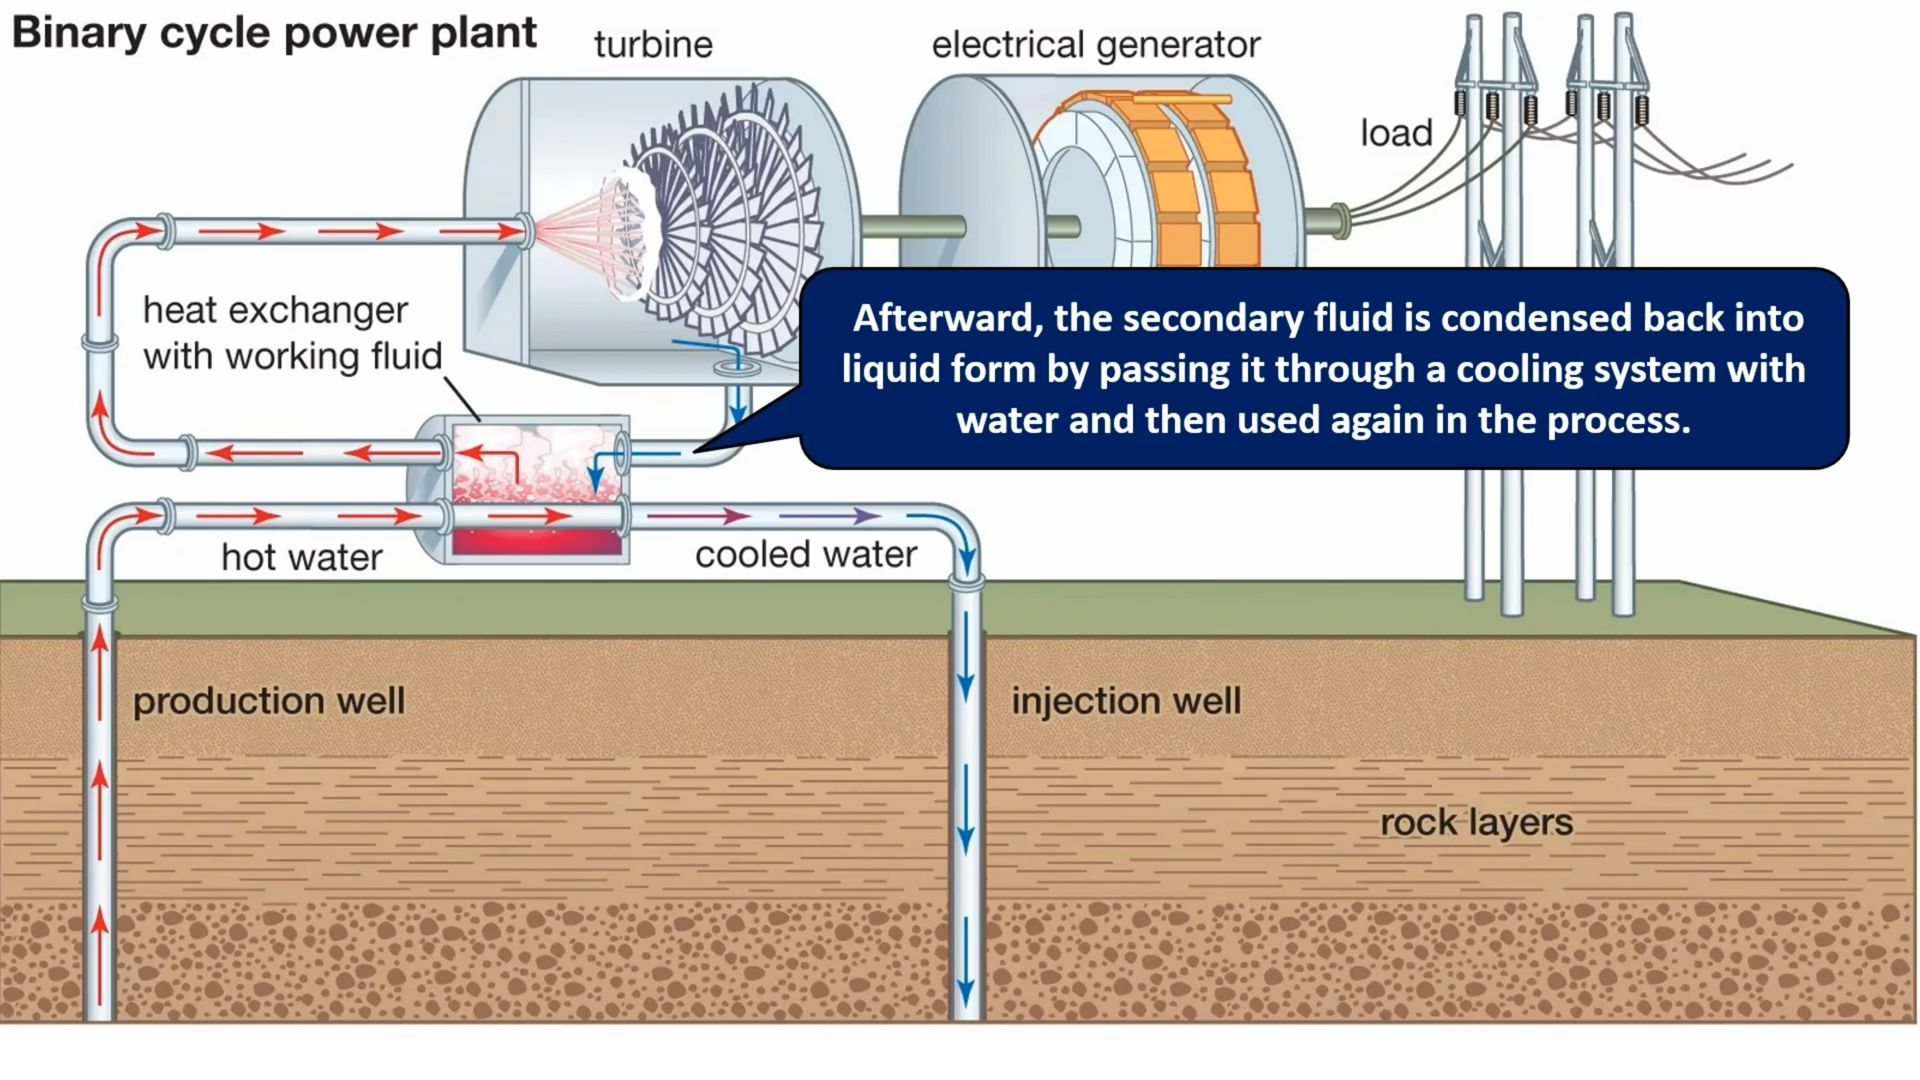 Binary cycle power plant
turbine
electrical generator
load
heat exchanger
with working fluid
Afterward, the secondary fluid is condensed back into
liquid form by passing it through a cooling system with
water and then used again in the process.
hot water
cooled water
production well
injection well
rock layers